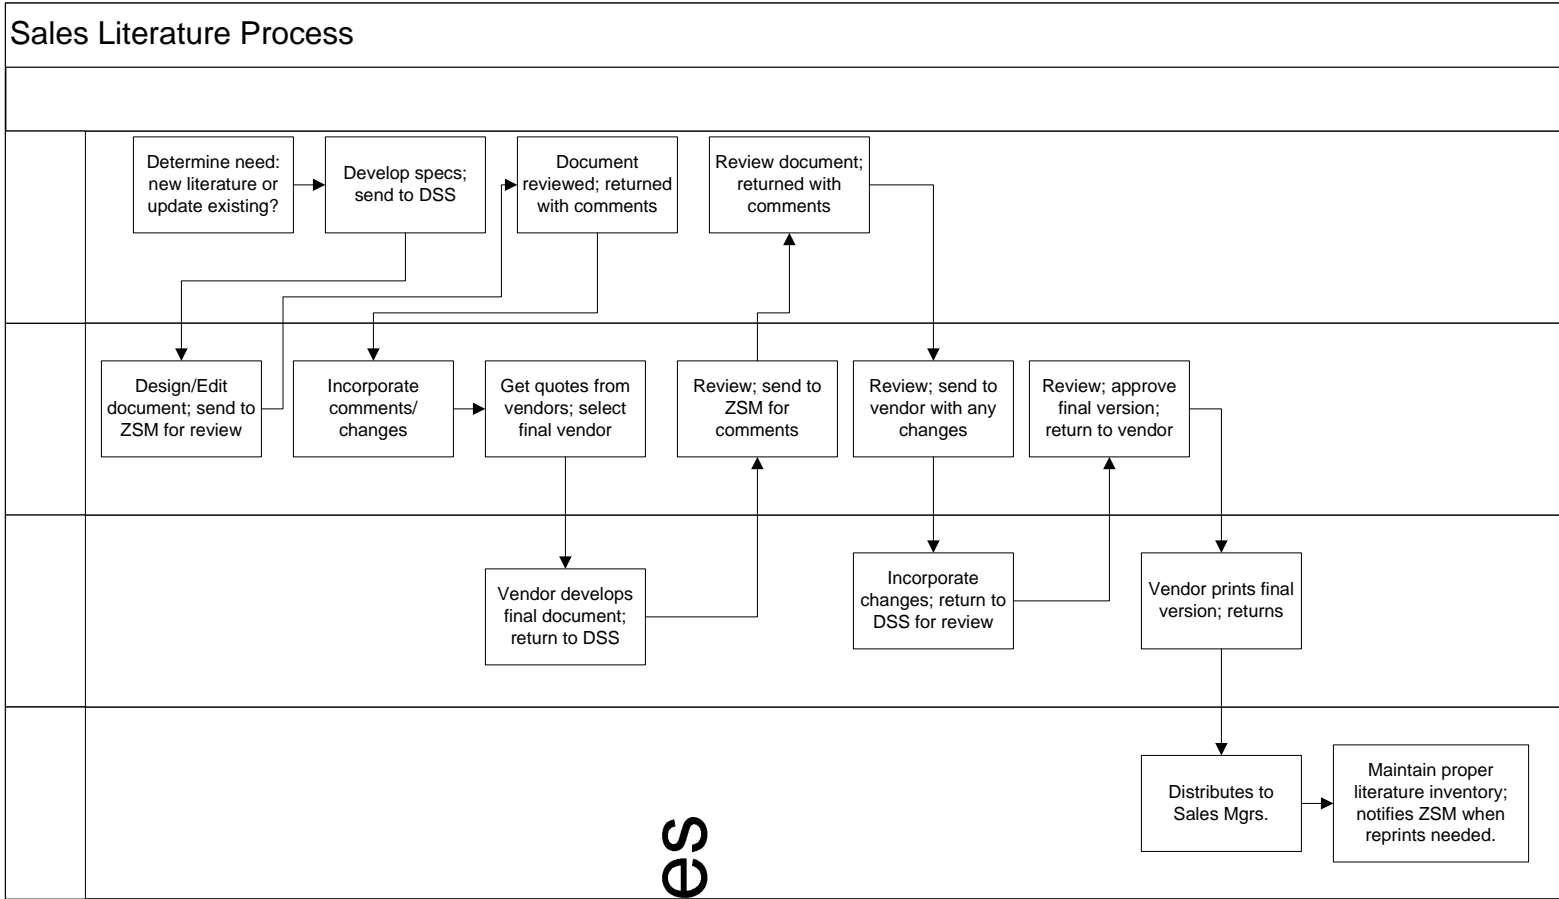 Sales Literature Process
Determine need:
new literature or
update existing?
Develop specs;
send to DSS
Document
reviewed; returned
with comments
Review document;
returned with
comments
Design/Edit
document; send to
ZSM for review
Incorporate
comments/
changes
Get quotes from
vendors; select
final vendor
Review; send to
ZSM for
comments
Review; send to
vendor with any
changes
Review; approve
final version;
return to vendor
Vendor develops
final document;
return to DSS
Incorporate
changes; return to
DSS for review
Vendor prints final
version; returns
Distributes to
Sales Mgrs.
Maintain proper
literature inventory;
notifies ZSM when
reprints needed.
es